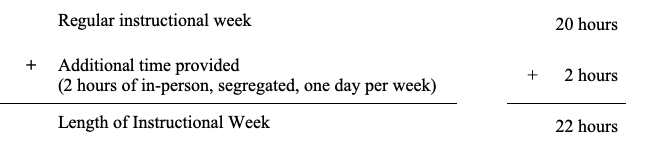 Regular instructional week 20 hours
+ Additional time provided
(2 hours of in-person, segregated, one day per week) + 2 hours
Length of Instructional Week 22 hours